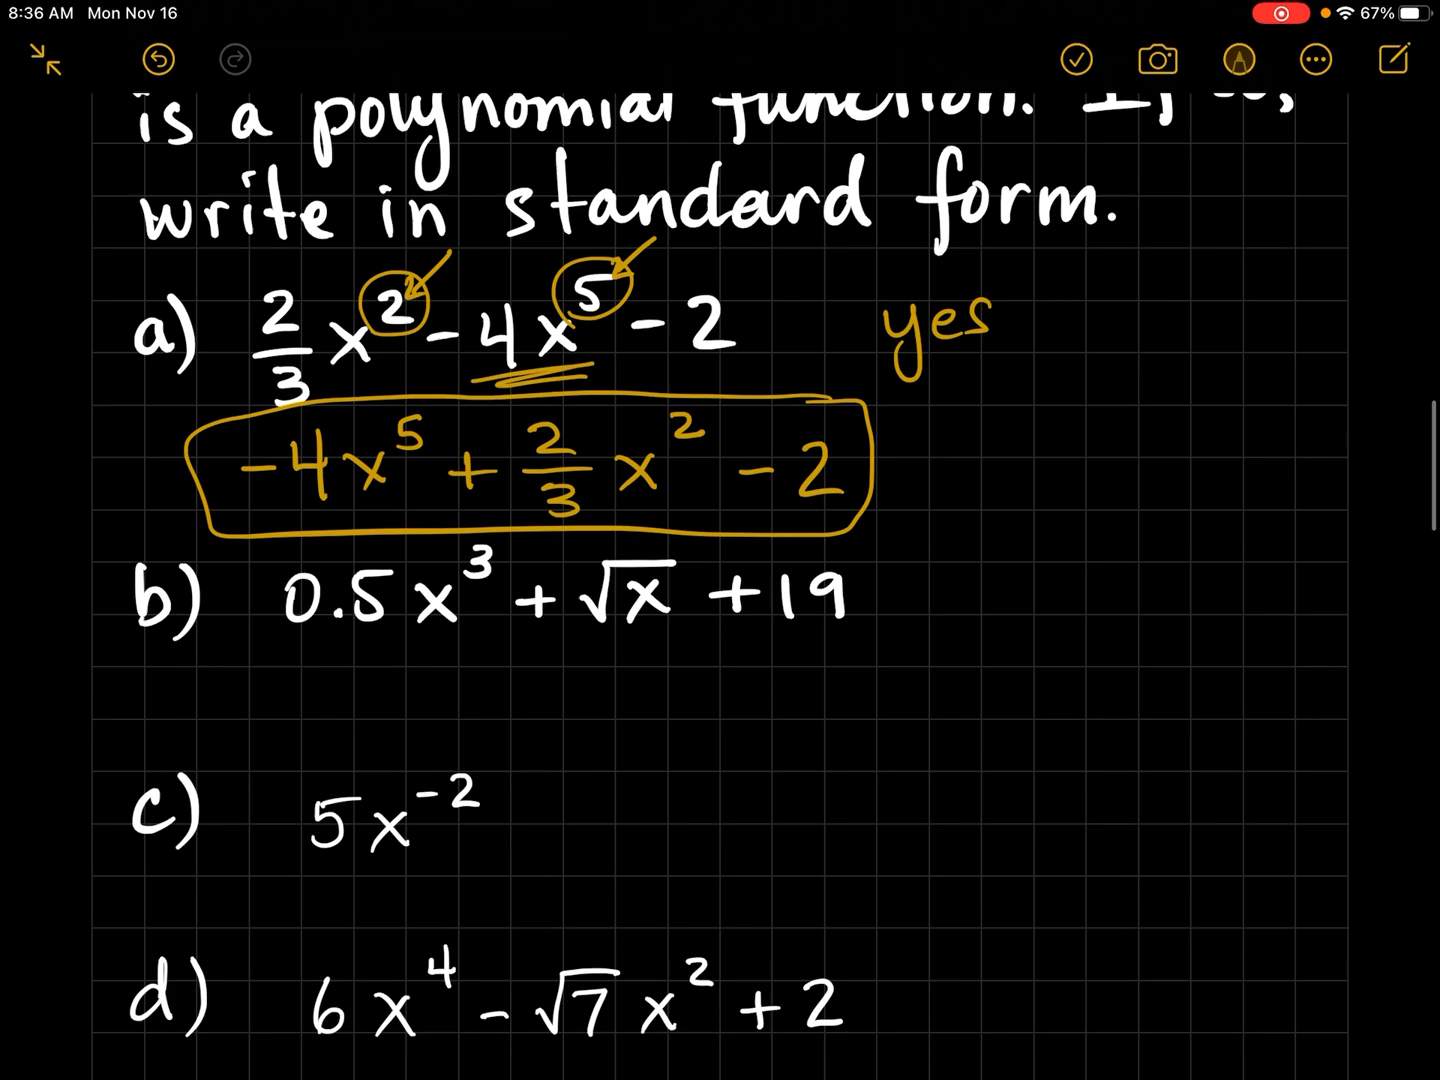 8:36 AM Mon Nov 16 67%
is a polynomial function. If so,
write in standard form.
a) 2/3 x^2 - 4x^5 - 2 yes
-4x^5 + 2/3 x^2 - 2
b) 0.5x^3 + √x + 19
c) 5x^-2
d) 6x^4 - √7 x^2 + 2